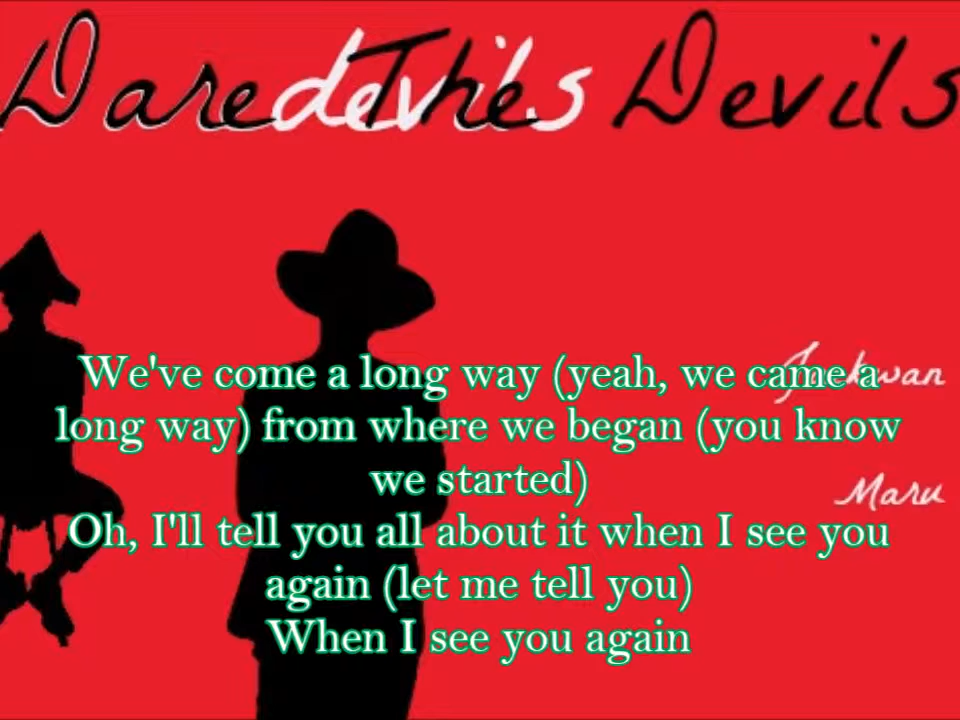 Daredevils The Devils
We've come a long way (yeah, we came a
long way) from where we began (you know
we started)
Oh, I'll tell you all about it when I see you
again (let me tell you)
When I see you again
Maru